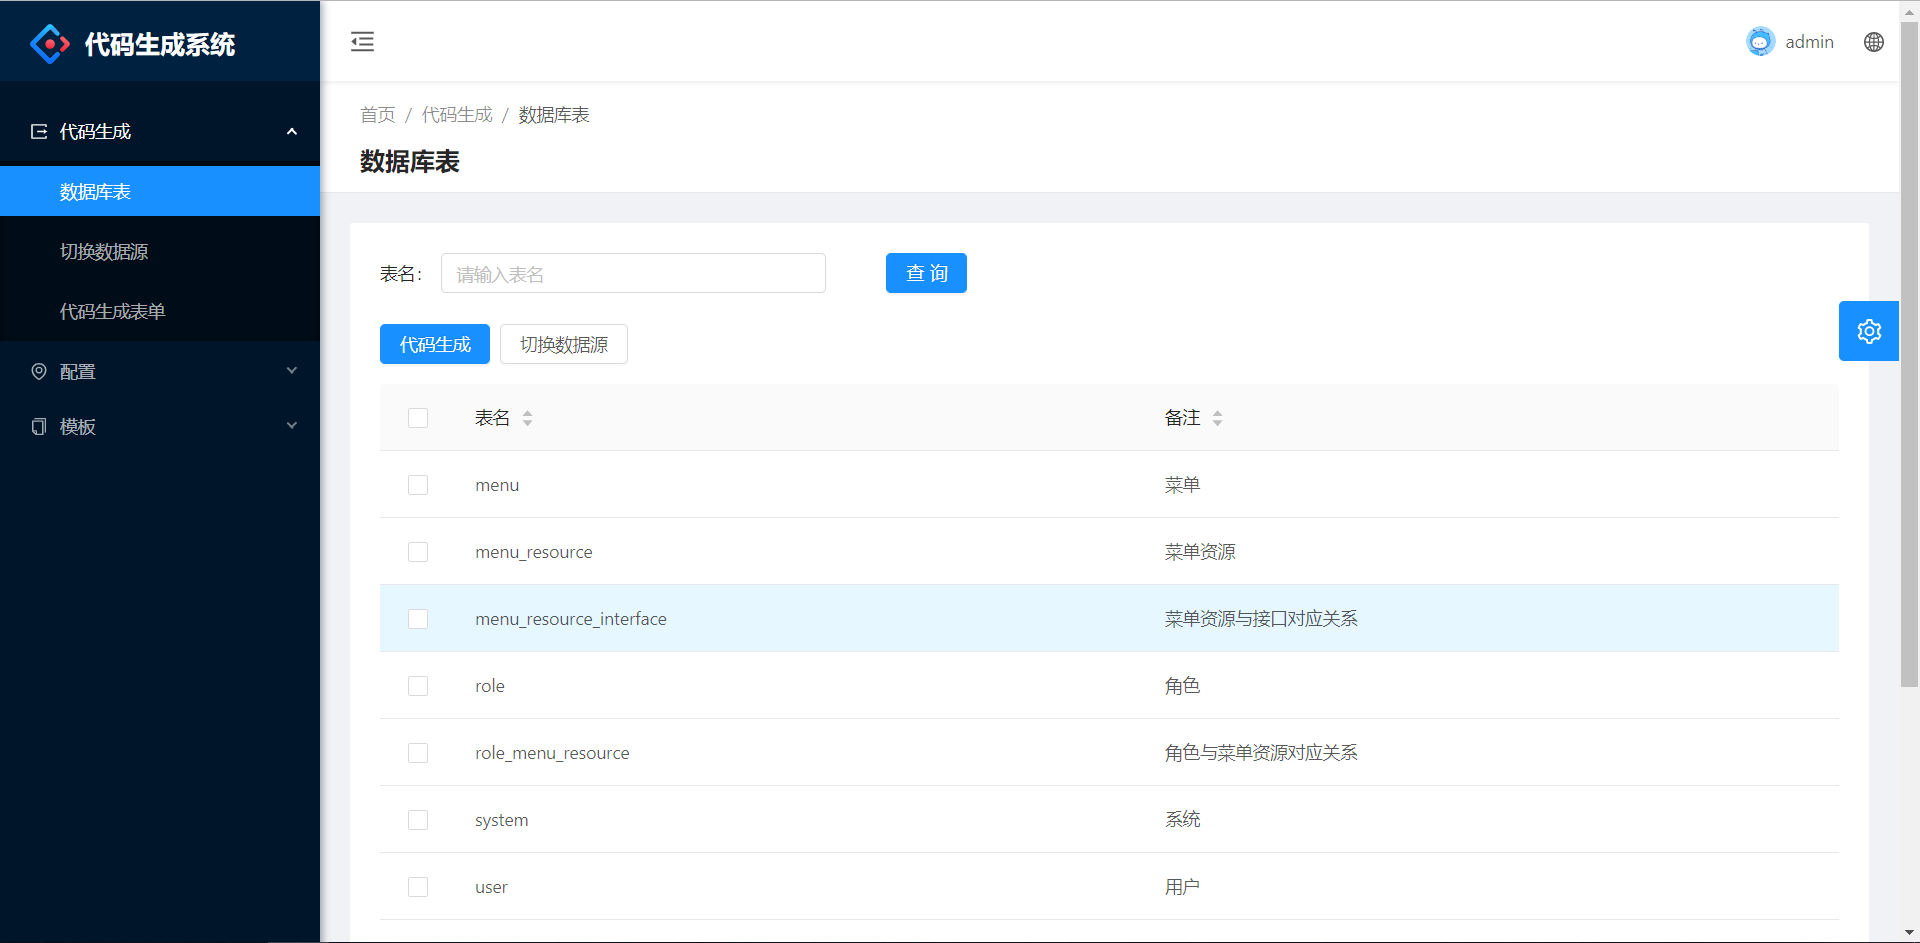 代码生成系统
admin
代码生成
数据库表
切换数据源
代码生成表单
配置
模板
首页 / 代码生成 / 数据库表
数据库表
表名: 请输入表名 查 询
代码生成 切换数据源
表名 备注
menu 菜单
menu_resource 菜单资源
menu_resource_interface 菜单资源与接口对应关系
role 角色
role_menu_resource 角色与菜单资源对应关系
system 系统
user 用户